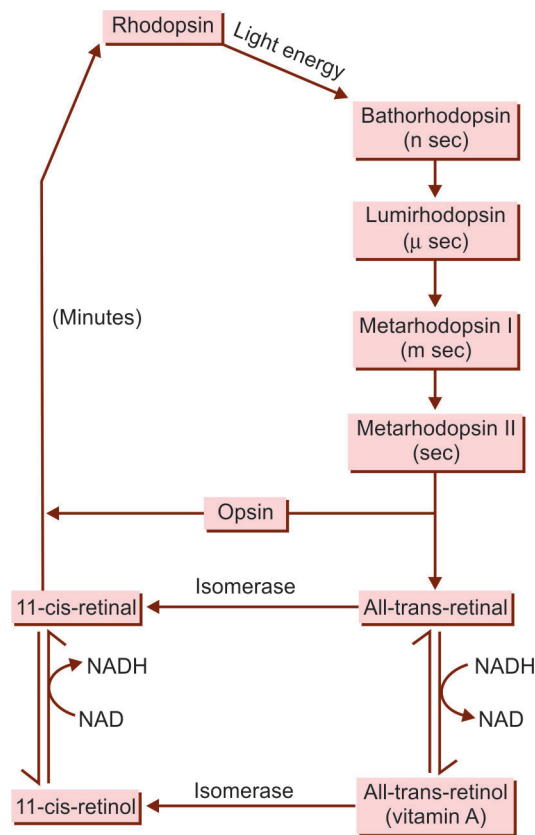 Rhodopsin
Light energy
Bathorhodopsin
(n sec)
Lumirhodopsin
(μ sec)
(Minutes)
Metarhodopsin I
(m sec)
Metarhodopsin II
(sec)
Opsin
11-cis-retinal
Isomerase
All-trans-retinal
NADH
NAD
NADH
NAD
11-cis-retinol
Isomerase
All-trans-retinol
(vitamin A)